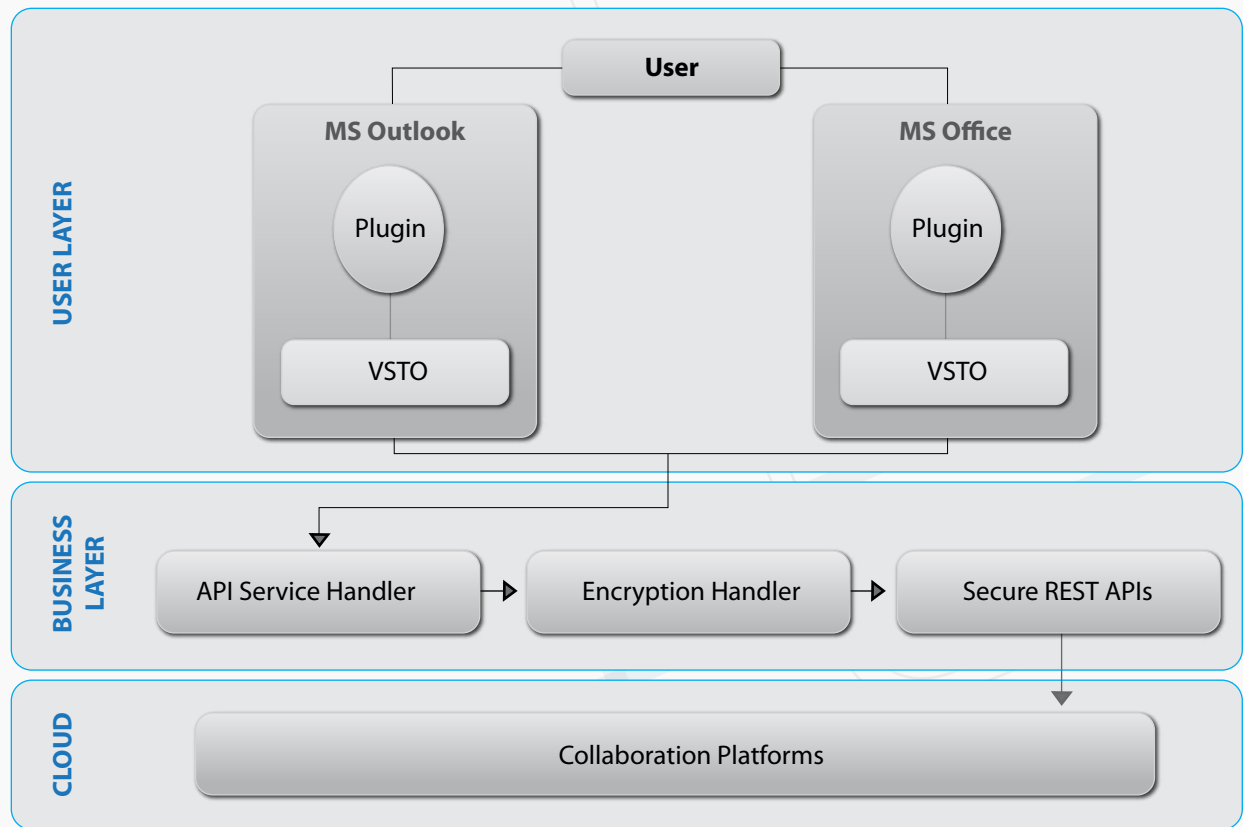 User
MS Outlook
MS Office
Plugin
Plugin
VSTO
VSTO
USER LAYER
BUSINESS
LAYER
API Service Handler
Encryption Handler
Secure REST APIs
CLOUD
Collaboration Platforms